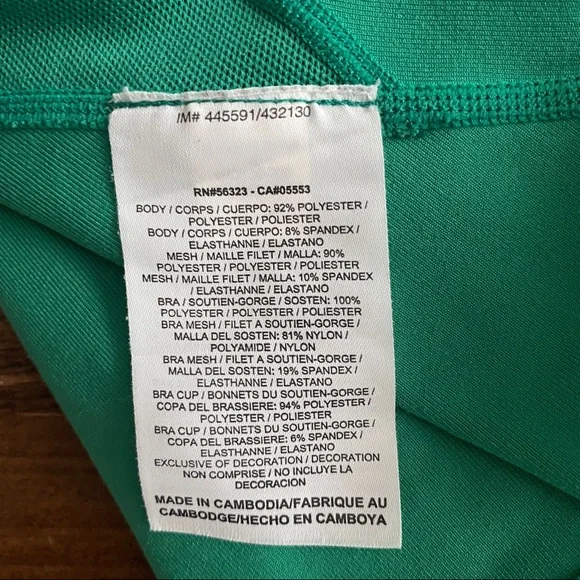 IM# 445591/432130
RN#56323 - CA#05553
BODY / CORPS / CUERPO: 92% POLYESTER /
POLYESTER / POLIESTER
BODY / CORPS / CUERPO: 8% SPANDEX /
ELASTHANNE / ELASTANO
MESH / MAILLE FILET / MALLA: 90%
POLYESTER / POLYESTER / POLIESTER
MESH / MAILLE FILET / MALLA: 10% SPANDEX
/ ELASTHANNE / ELASTANO
BRA / SOUTIEN-GORGE / SOSTEN: 100%
POLYESTER / POLYESTER / POLIESTER
BRA MESH / FILET A SOUTIEN-GORGE /
MALLA DEL SOSTEN: 81% NYLON /
POLYAMIDE / NYLON
BRA MESH / FILET A SOUTIEN-GORGE /
MALLA DEL SOSTEN: 19% SPANDEX /
ELASTHANNE / ELASTANO
BRA CUP / BONNETS DU SOUTIEN-GORGE /
COPA DEL BRASSIERE: 94% POLYESTER /
POLYESTER / POLIESTER
BRA CUP / BONNETS DU SOUTIEN-GORGE /
COPA DEL BRASSIERE: 6% SPANDEX /
ELASTHANNE / ELASTANO
EXCLUSIVE OF DECORATION / DECORATION
NON COMPRISE / NO INCLUYE LA
DECORACION
MADE IN CAMBODIA/FABRIQUE AU
CAMBODGE/HECHO EN CAMBOYA